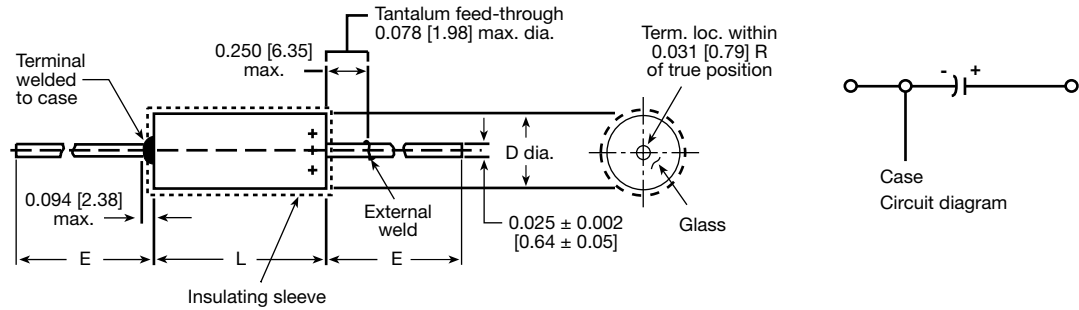 Tantalum feed-through
0.078 [1.98] max. dia.
0.250 [6.35]
max.
Term. loc. within
0.031 [0.79] R
of true position
Terminal
welded
to case
- +
+
+
+
D dia.
0.094 [2.38]
max.
External
weld
0.025 ± 0.002
[0.64 ± 0.05]
Glass
Case
Circuit diagram
E
L
E
Insulating sleeve